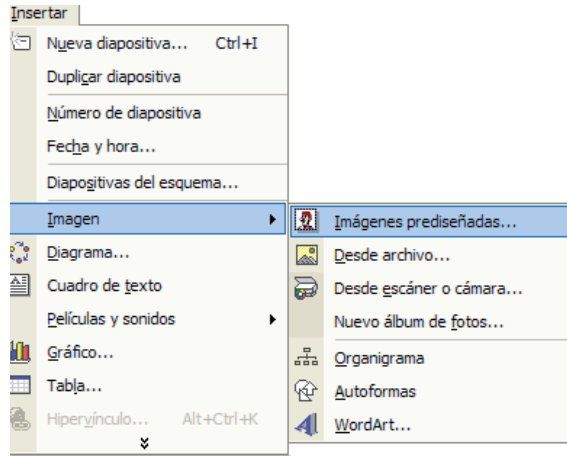 Insertar
Nueva diapositiva... Ctrl+I
Duplicar diapositiva
Número de diapositiva
Fecha y hora...
Diapositivas del esquema...
Imagen
Diagrama...
Cuadro de texto
Películas y sonidos
Gráfico...
Tabla...
Hipervínculo... Alt+Ctrl+K
Imágenes prediseñadas...
Desde archivo...
Desde escáner o cámara...
Nuevo álbum de fotos...
Organigrama
Autoformas
WordArt...